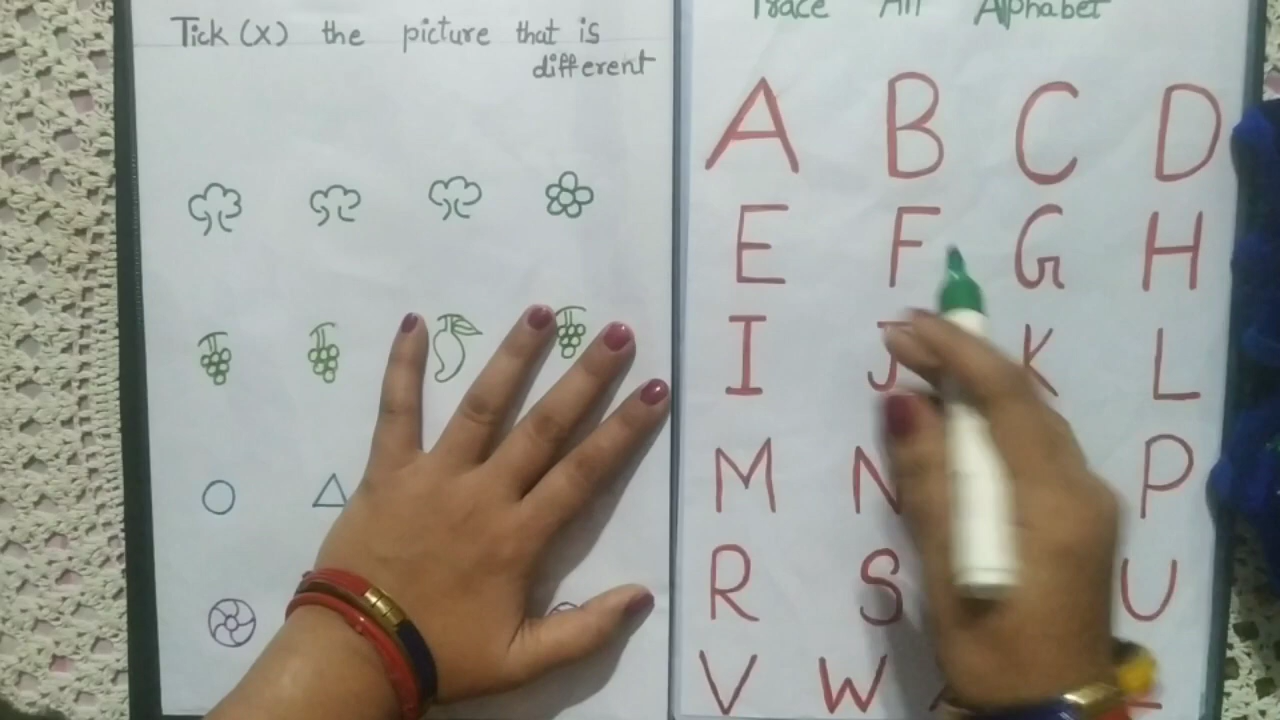 Tick (x) the picture that is
different
Trace All Alphabet
A B C D
E F G H
I J K L
M N P
R S U
V W